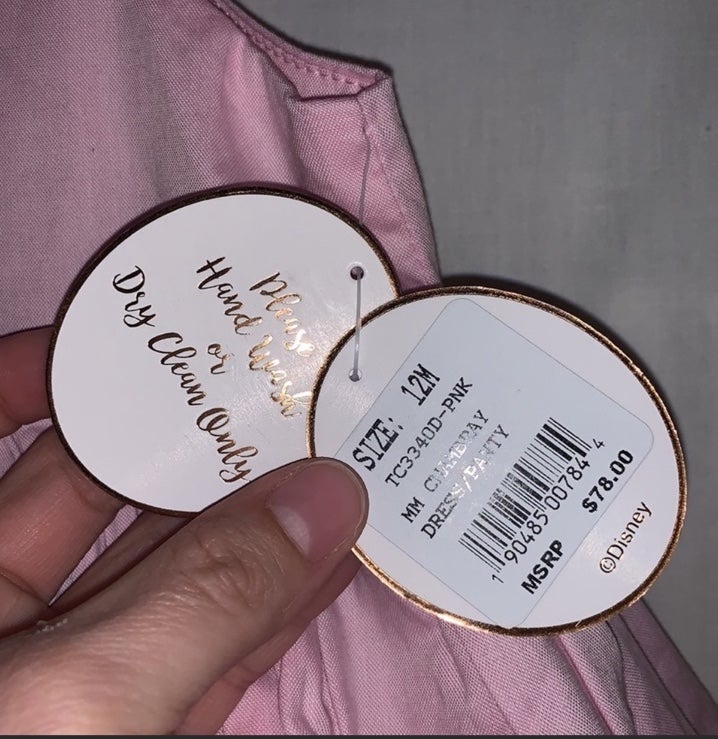 Please
Hand Wash
or
Dry Clean Only
SIZE: 12M
TC3340D-PNK
MM CHAMBRAY
DRESS/PANTY
1 90485 00784 4
MSRP $78.00
©Disney